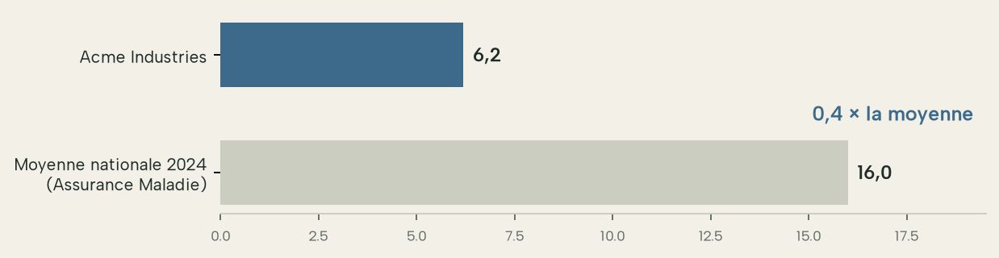 Acme Industries
6,2
0,4 × la moyenne
Moyenne nationale 2024
(Assurance Maladie)
16,0
0.0 2.5 5.0 7.5 10.0 12.5 15.0 17.5